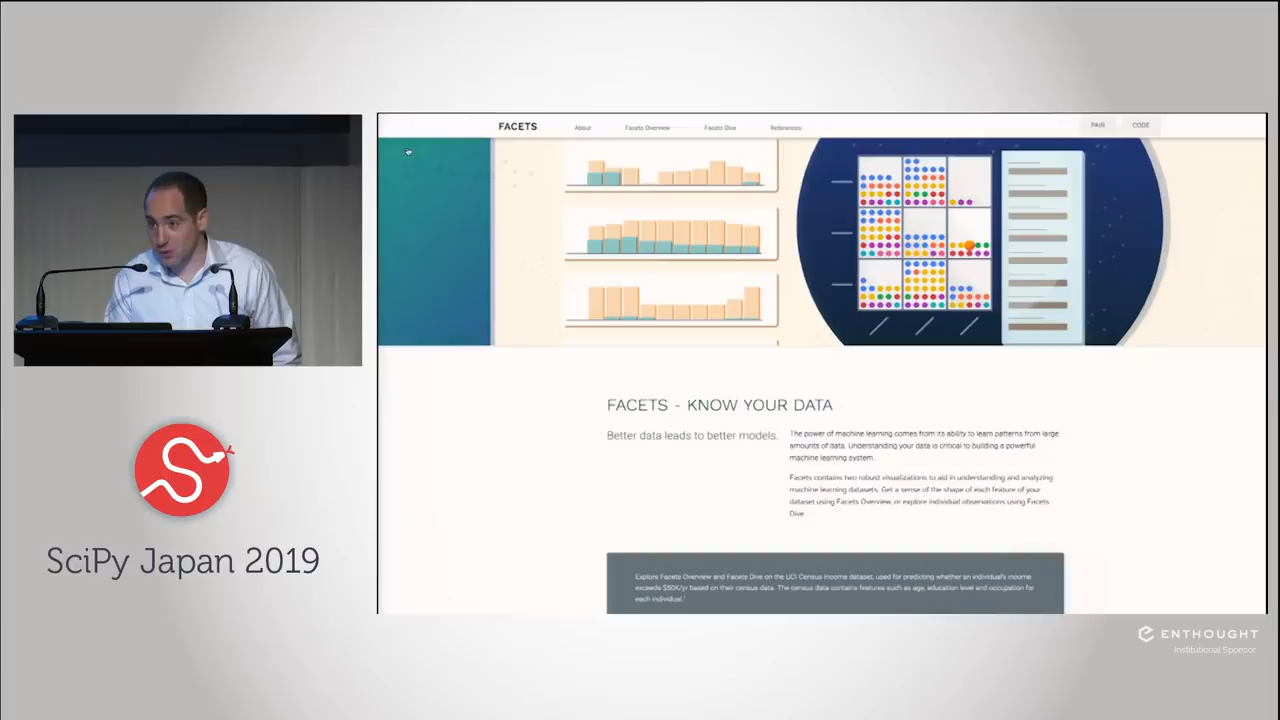 FACETS
About
Facets Overview
Facets Dive
References
PAIR
CODE
FACETS - KNOW YOUR DATA
Better data leads to better models.
The power of machine learning comes from its ability to learn patterns from large
amounts of data. Understanding your data is critical to building a powerful
machine learning system.
Facets contains two robust visualizations to aid in understanding and analyzing
machine learning datasets. Get a sense of the shape of each feature of your
dataset using Facets Overview, or explore individual observations using Facets
Dive.
Explore Facets Overview and Facets Dive on the UCI Census Income dataset, used for predicting whether an individual's income
exceeds $50K/yr based on their census data. The census data contains features such as age, education level and occupation for
each individual.¹
SciPy Japan 2019
ENTHOUGHT
Institutional Sponsor